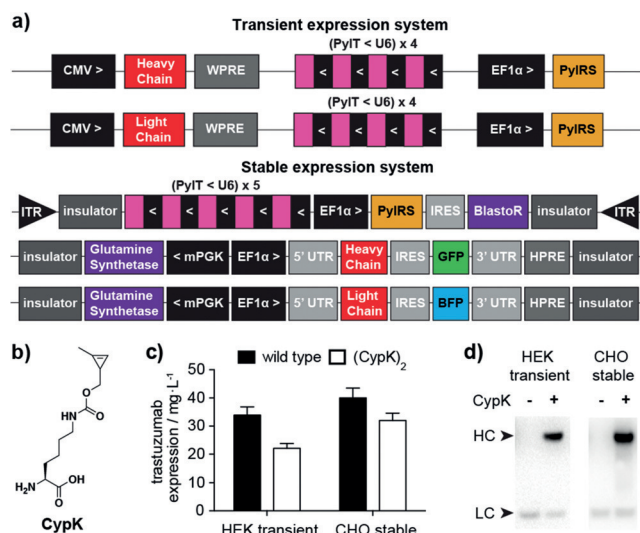 a)
Transient expression system
(PylT < U6) x 4
CMV >
Heavy
Chain
WPRE
< < < <
EF1α >
PylRS
(PylT < U6) x 4
CMV >
Light
Chain
WPRE
< < < <
EF1α >
PylRS
Stable expression system
(PylT < U6) x 5
ITR
insulator
< < < < <
EF1α >
PylRS
IRES
BlastoR
insulator
ITR
insulator
Glutamine
Synthetase
< mPGK
EF1α >
5' UTR
Heavy
Chain
IRES
GFP
3' UTR
HPRE
insulator
insulator
Glutamine
Synthetase
< mPGK
EF1α >
5' UTR
Light
Chain
IRES
BFP
3' UTR
HPRE
insulator
b)
O
O
HN
O
OH
H2N
O
CypK
c)
wild type
(CypK)2
trastuzumab
expression / mg·L-1
50
40
30
20
10
0
HEK transient
CHO stable
d)
HEK
transient
CHO
stable
CypK
- + - +
HC
LC